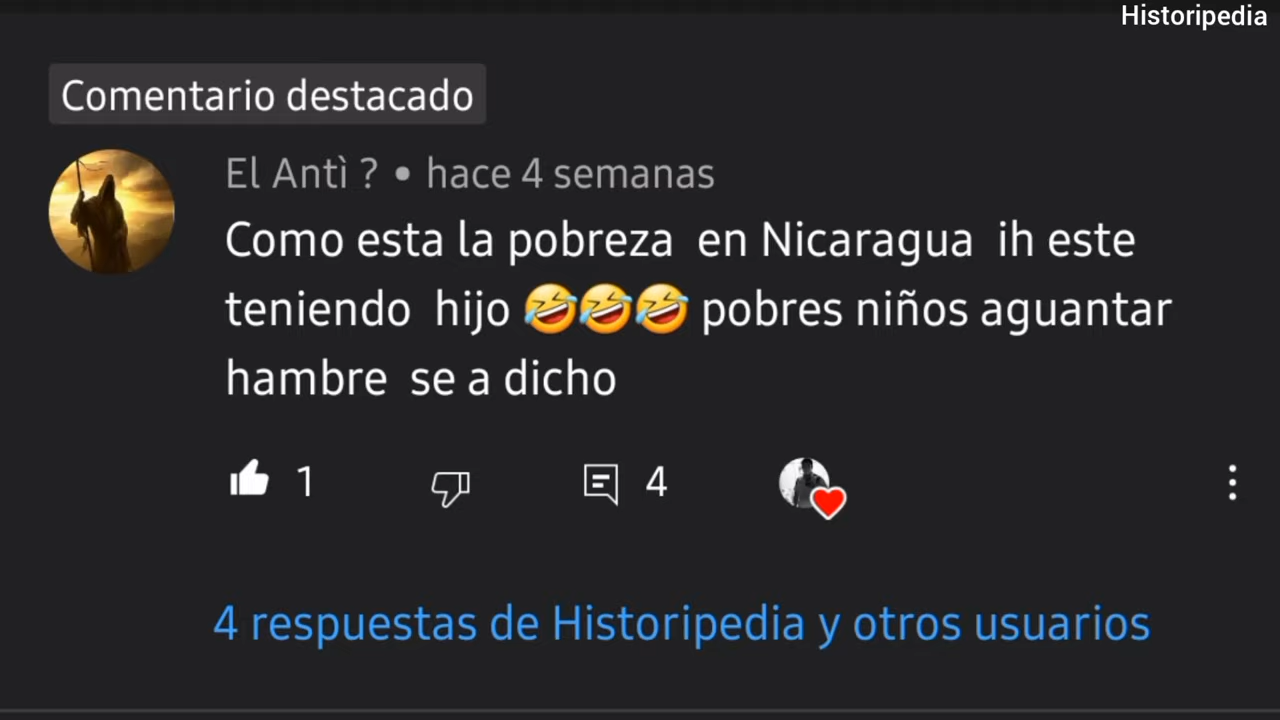 Historipedia
Comentario destacado
El Antì ? • hace 4 semanas
Como esta la pobreza en Nicaragua ih este
teniendo hijo 🤣🤣🤣 pobres niños aguantar
hambre se a dicho
1 4
4 respuestas de Historipedia y otros usuarios